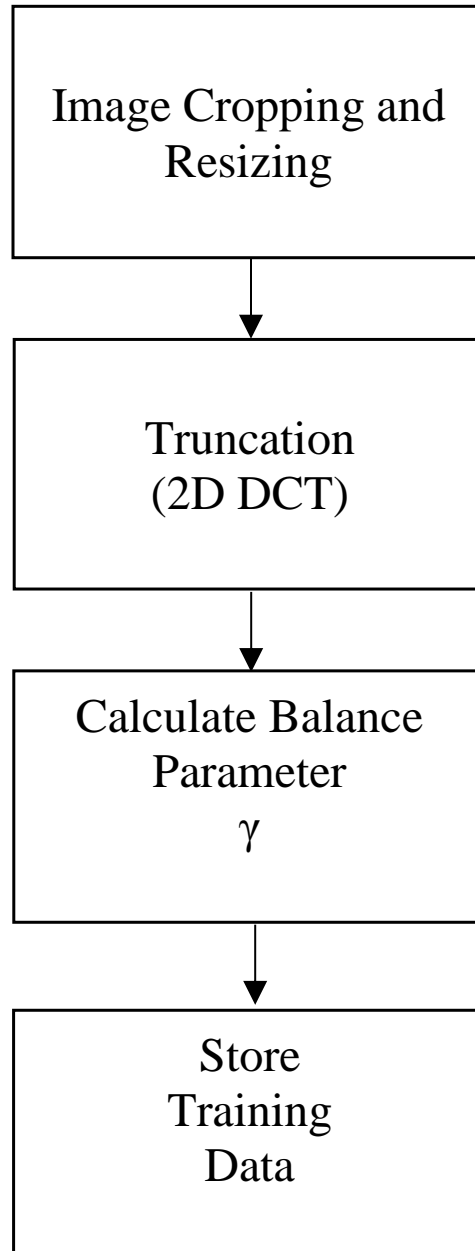 Image Cropping and
Resizing
Truncation
(2D DCT)
Calculate Balance
Parameter
γ
Store
Training
Data